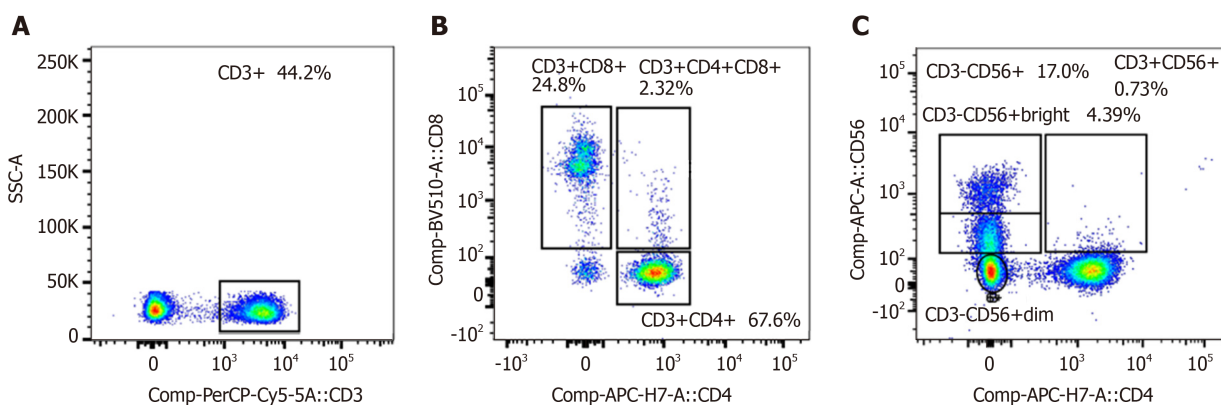 A
250K
200K
150K
100K
50K
0
SSC-A
CD3+ 44.2%
0 10³ 10⁴ 10⁵
Comp-PerCP-Cy5-5A::CD3
B
CD3+CD8+
24.8%
CD3+CD4+CD8+
2.32%
10⁵
10⁴
10³
10²
0
-10²
Comp-BV510-A::CD8
CD3+CD4+ 67.6%
-10³ 0 10³ 10⁴ 10⁵
Comp-APC-H7-A::CD4
C
CD3-CD56+ 17.0%
CD3+CD56+
0.73%
CD3-CD56+bright 4.39%
10⁵
10⁴
10³
10²
0
-10²
Comp-APC-A::CD56
CD3-CD56+dim
0 10³ 10⁴ 10⁵
Comp-APC-H7-A::CD4